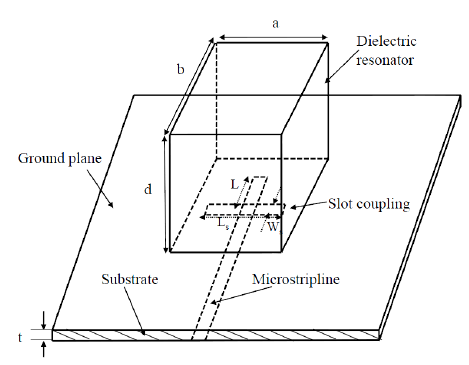 a
Dielectric
resonator
b
Ground plane
d
L
Slot coupling
Ls
W
Substrate
Microstripline
t